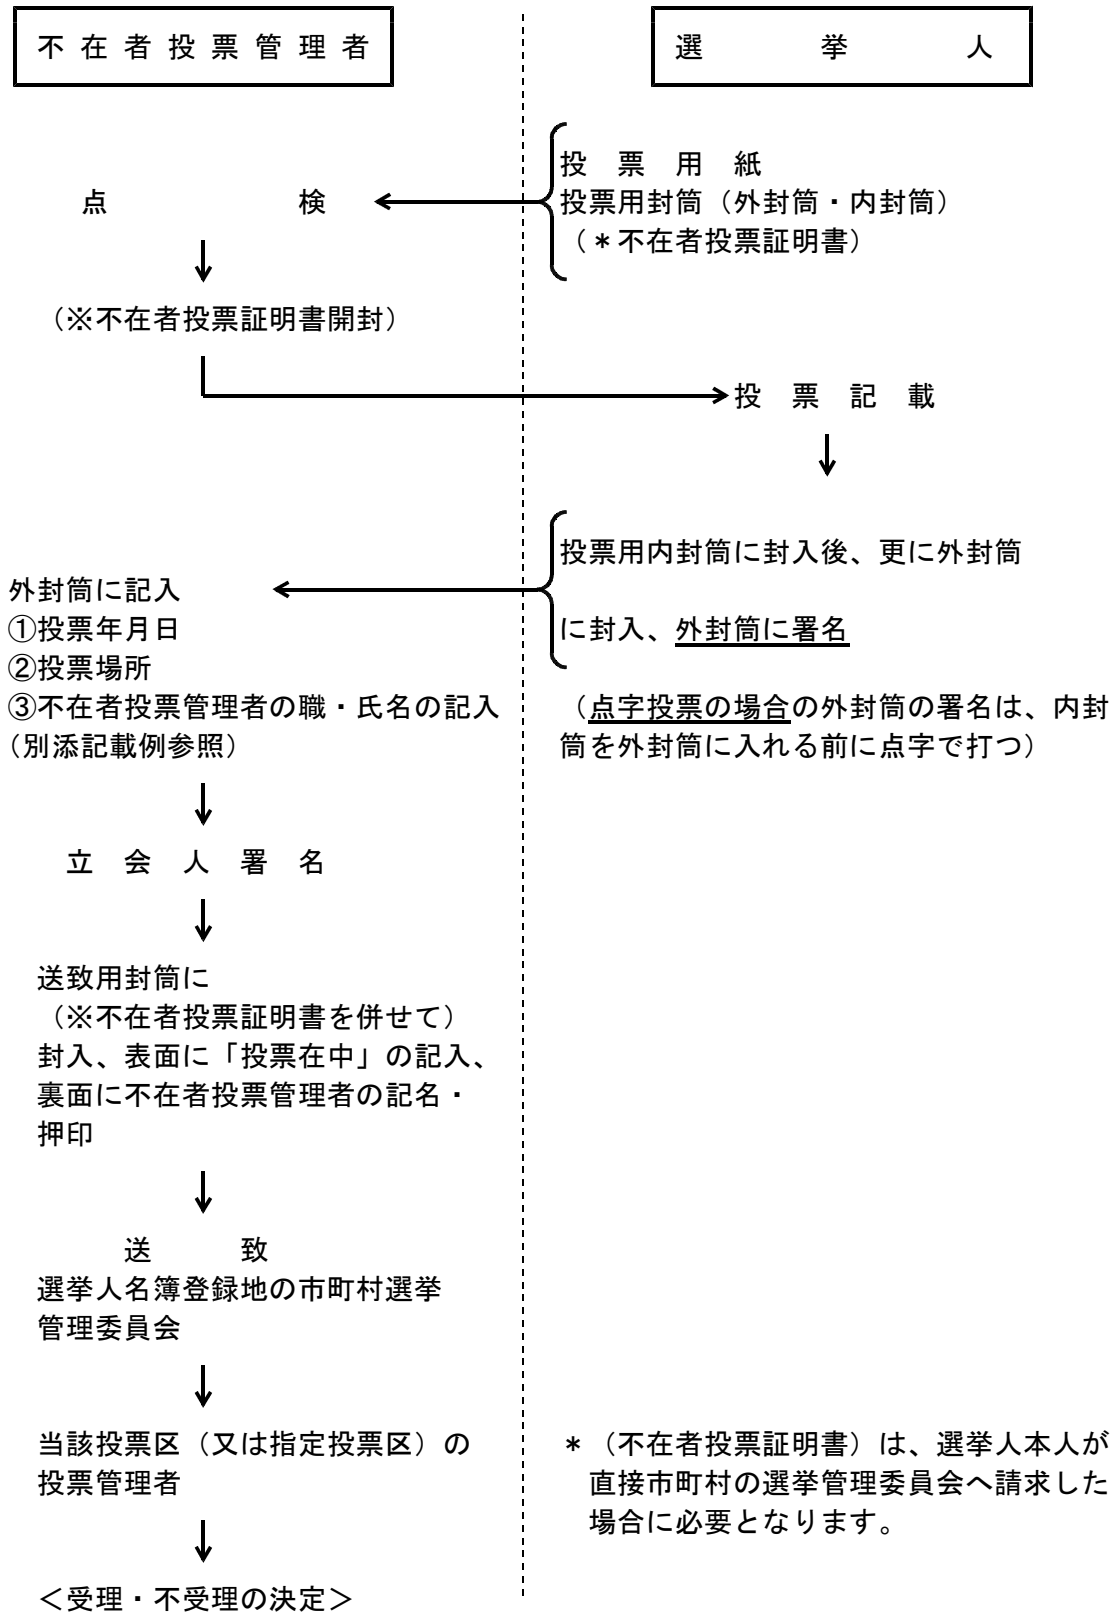 不在者投票管理者
選挙人
投票用紙
投票用封筒（外封筒・内封筒）
（＊不在者投票証明書）
点検
（※不在者投票証明書開封）
投票記載
投票用内封筒に封入後、更に外封筒
に封入、外封筒に署名
（点字投票の場合の外封筒の署名は、内封
筒を外封筒に入れる前に点字で打つ）
外封筒に記入
①投票年月日
②投票場所
③不在者投票管理者の職・氏名の記入
（別添記載例参照）
立会人署名
送致用封筒に
（※不在者投票証明書を併せて）
封入、表面に「投票在中」の記入、
裏面に不在者投票管理者の記名・
押印
送致
選挙人名簿登録地の市町村選挙
管理委員会
当該投票区（又は指定投票区）の
投票管理者
＜受理・不受理の決定＞
＊（不在者投票証明書）は、選挙人本人が
直接市町村の選挙管理委員会へ請求した
場合に必要となります。